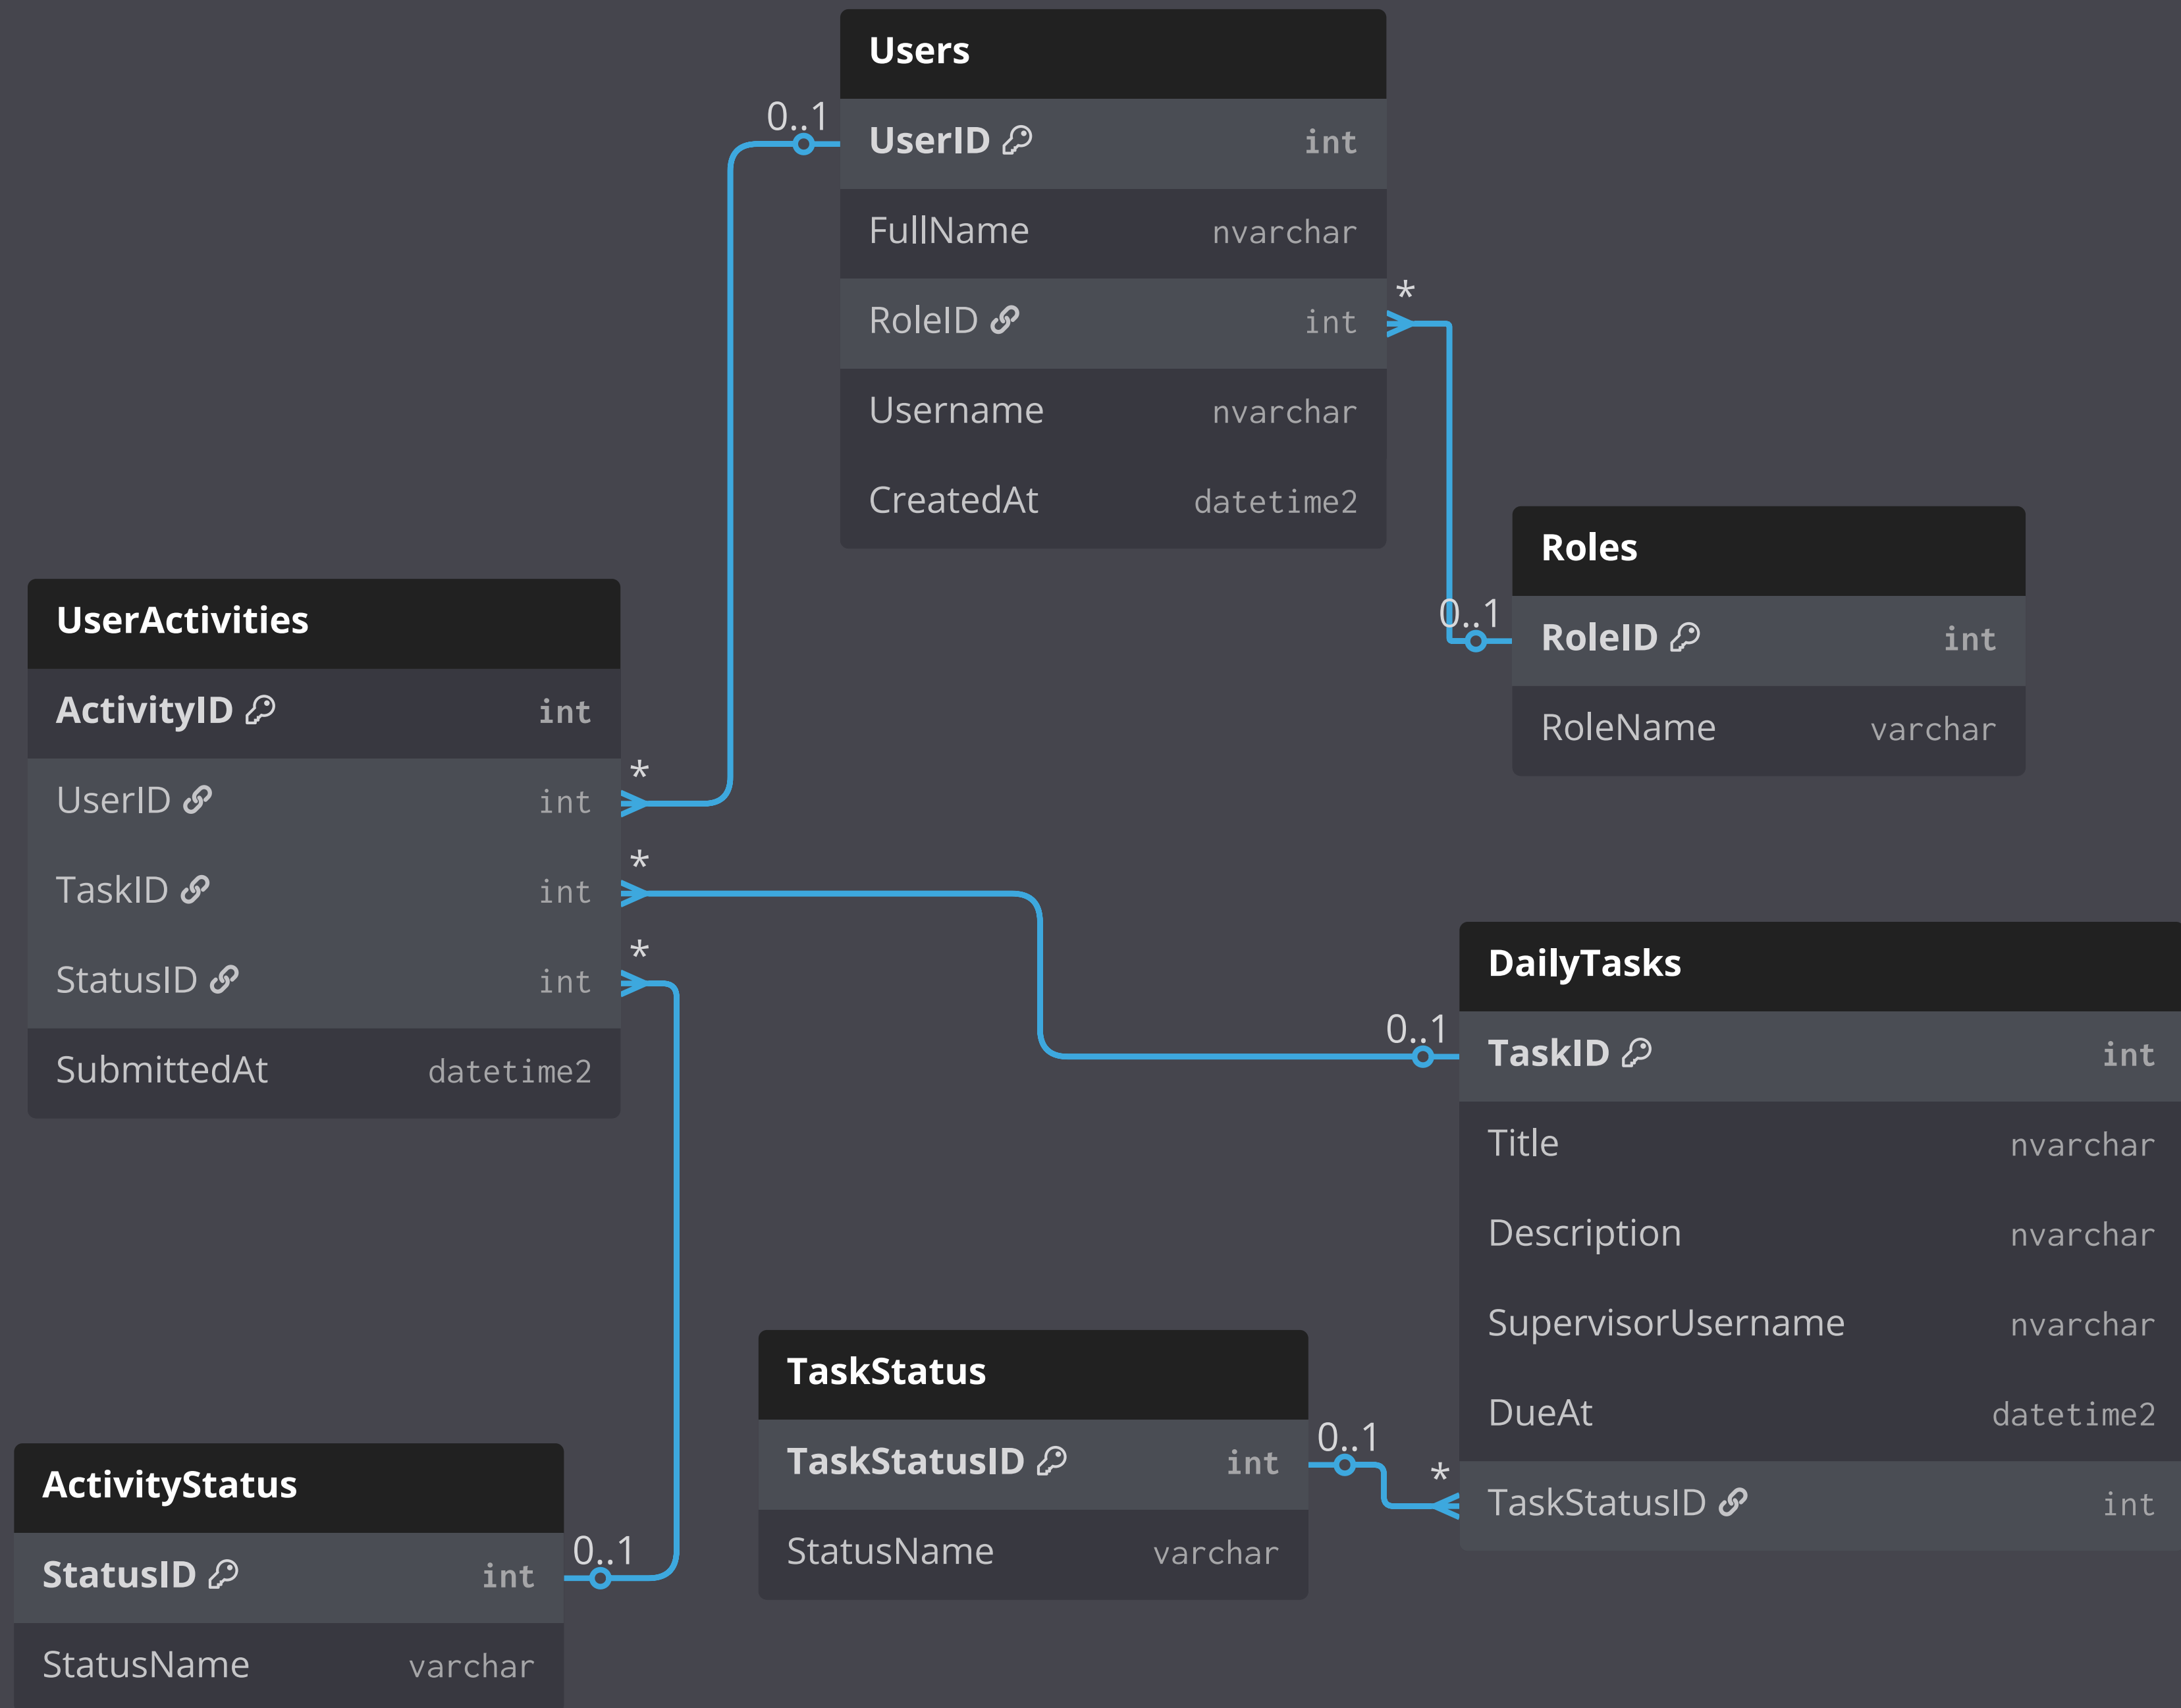 Users
0..1
UserID int
FullName nvarchar
*
RoleID int
Username nvarchar
CreatedAt datetime2
Roles
0..1
RoleID int
RoleName varchar
UserActivities
ActivityID int
*
UserID int
*
TaskID int
*
StatusID int
SubmittedAt datetime2
DailyTasks
0..1
TaskID int
Title nvarchar
Description nvarchar
SupervisorUsername nvarchar
DueAt datetime2
*
TaskStatusID int
TaskStatus
0..1
TaskStatusID int
StatusName varchar
ActivityStatus
0..1
StatusID int
StatusName varchar